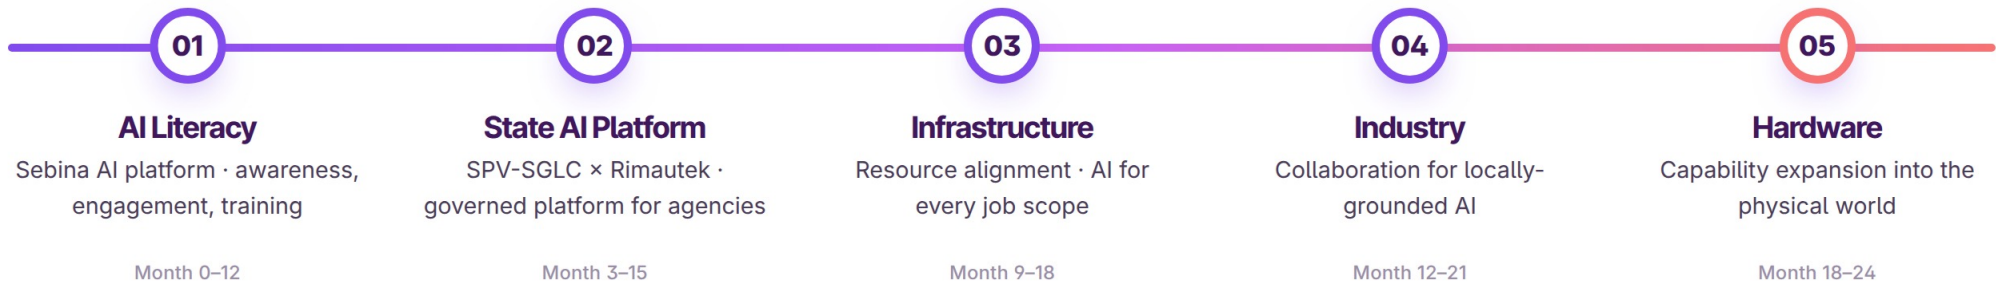 01
02
03
04
05
AI Literacy
Sebina AI platform · awareness,
engagement, training
Month 0–12
State AI Platform
SPV-SGLC × Rimautek ·
governed platform for agencies
Month 3–15
Infrastructure
Resource alignment · AI for
every job scope
Month 9–18
Industry
Collaboration for locally-
grounded AI
Month 12–21
Hardware
Capability expansion into the
physical world
Month 18–24